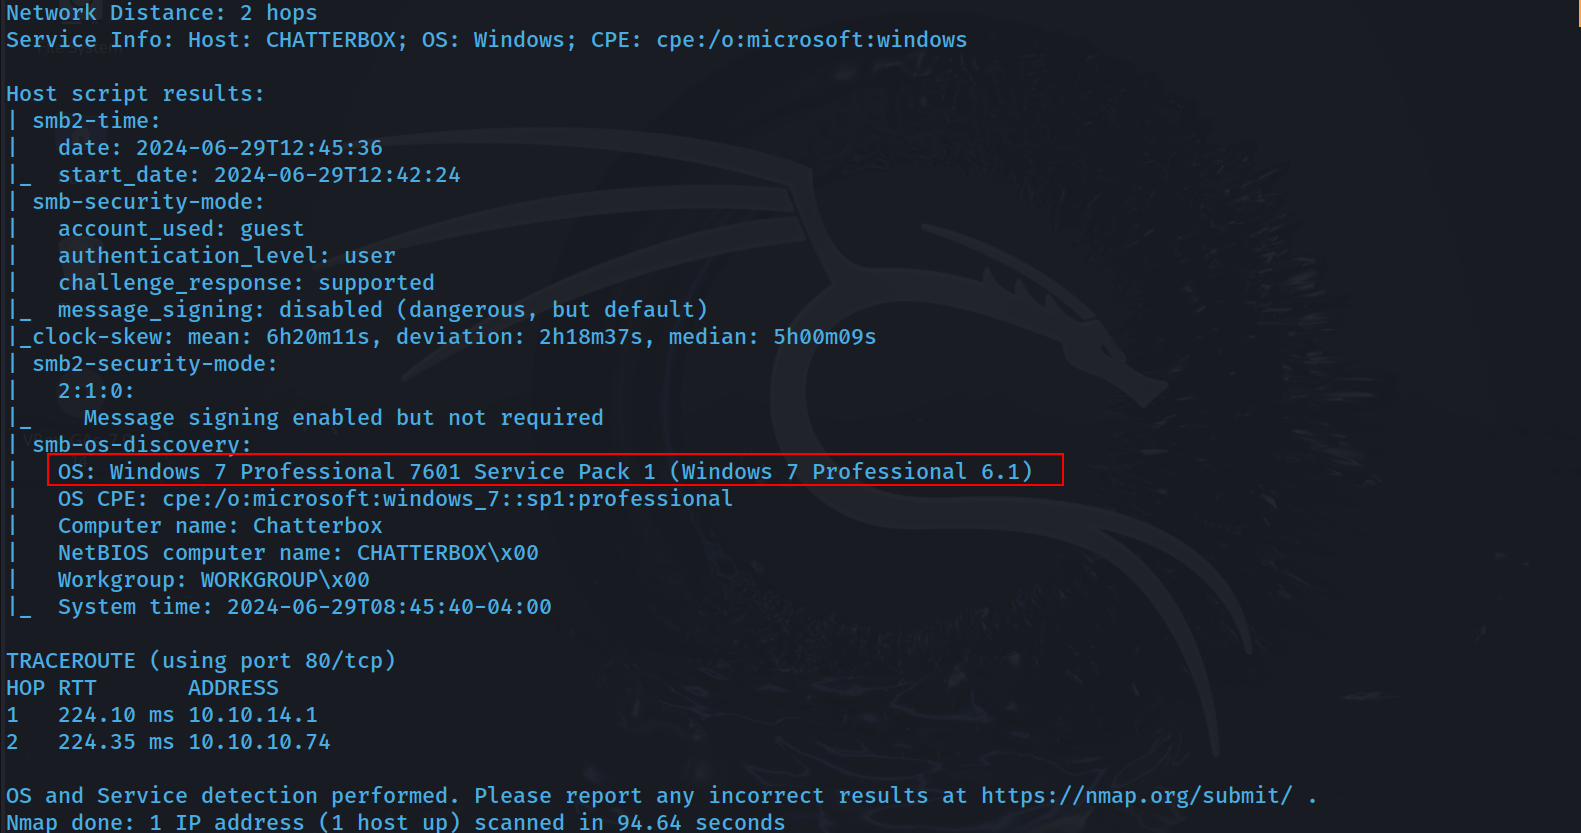 Network Distance: 2 hops
Service Info: Host: CHATTERBOX; OS: Windows; CPE: cpe:/o:microsoft:windows
Host script results:
| smb2-time:
|   date: 2024-06-29T12:45:36
|_  start_date: 2024-06-29T12:42:24
| smb-security-mode:
|   account_used: guest
|   authentication_level: user
|   challenge_response: supported
|_  message_signing: disabled (dangerous, but default)
|_clock-skew: mean: 6h20m11s, deviation: 2h18m37s, median: 5h00m09s
| smb2-security-mode:
|   2:1:0:
|_    Message signing enabled but not required
| smb-os-discovery:
|   OS: Windows 7 Professional 7601 Service Pack 1 (Windows 7 Professional 6.1)
|   OS CPE: cpe:/o:microsoft:windows_7::sp1:professional
|   Computer name: Chatterbox
|   NetBIOS computer name: CHATTERBOX\x00
|   Workgroup: WORKGROUP\x00
|_  System time: 2024-06-29T08:45:40-04:00
TRACEROUTE (using port 80/tcp)
HOP RTT       ADDRESS
1   224.10 ms 10.10.14.1
2   224.35 ms 10.10.10.74
OS and Service detection performed. Please report any incorrect results at https://nmap.org/submit/ .
Nmap done: 1 IP address (1 host up) scanned in 94.64 seconds